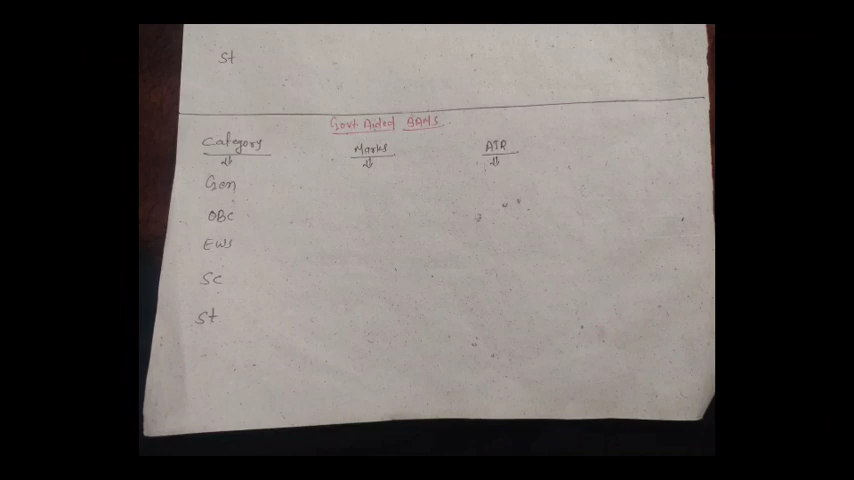 St
Govt Aided BAMS
Category Marks AIR
Gen
OBC
EWS
SC
St